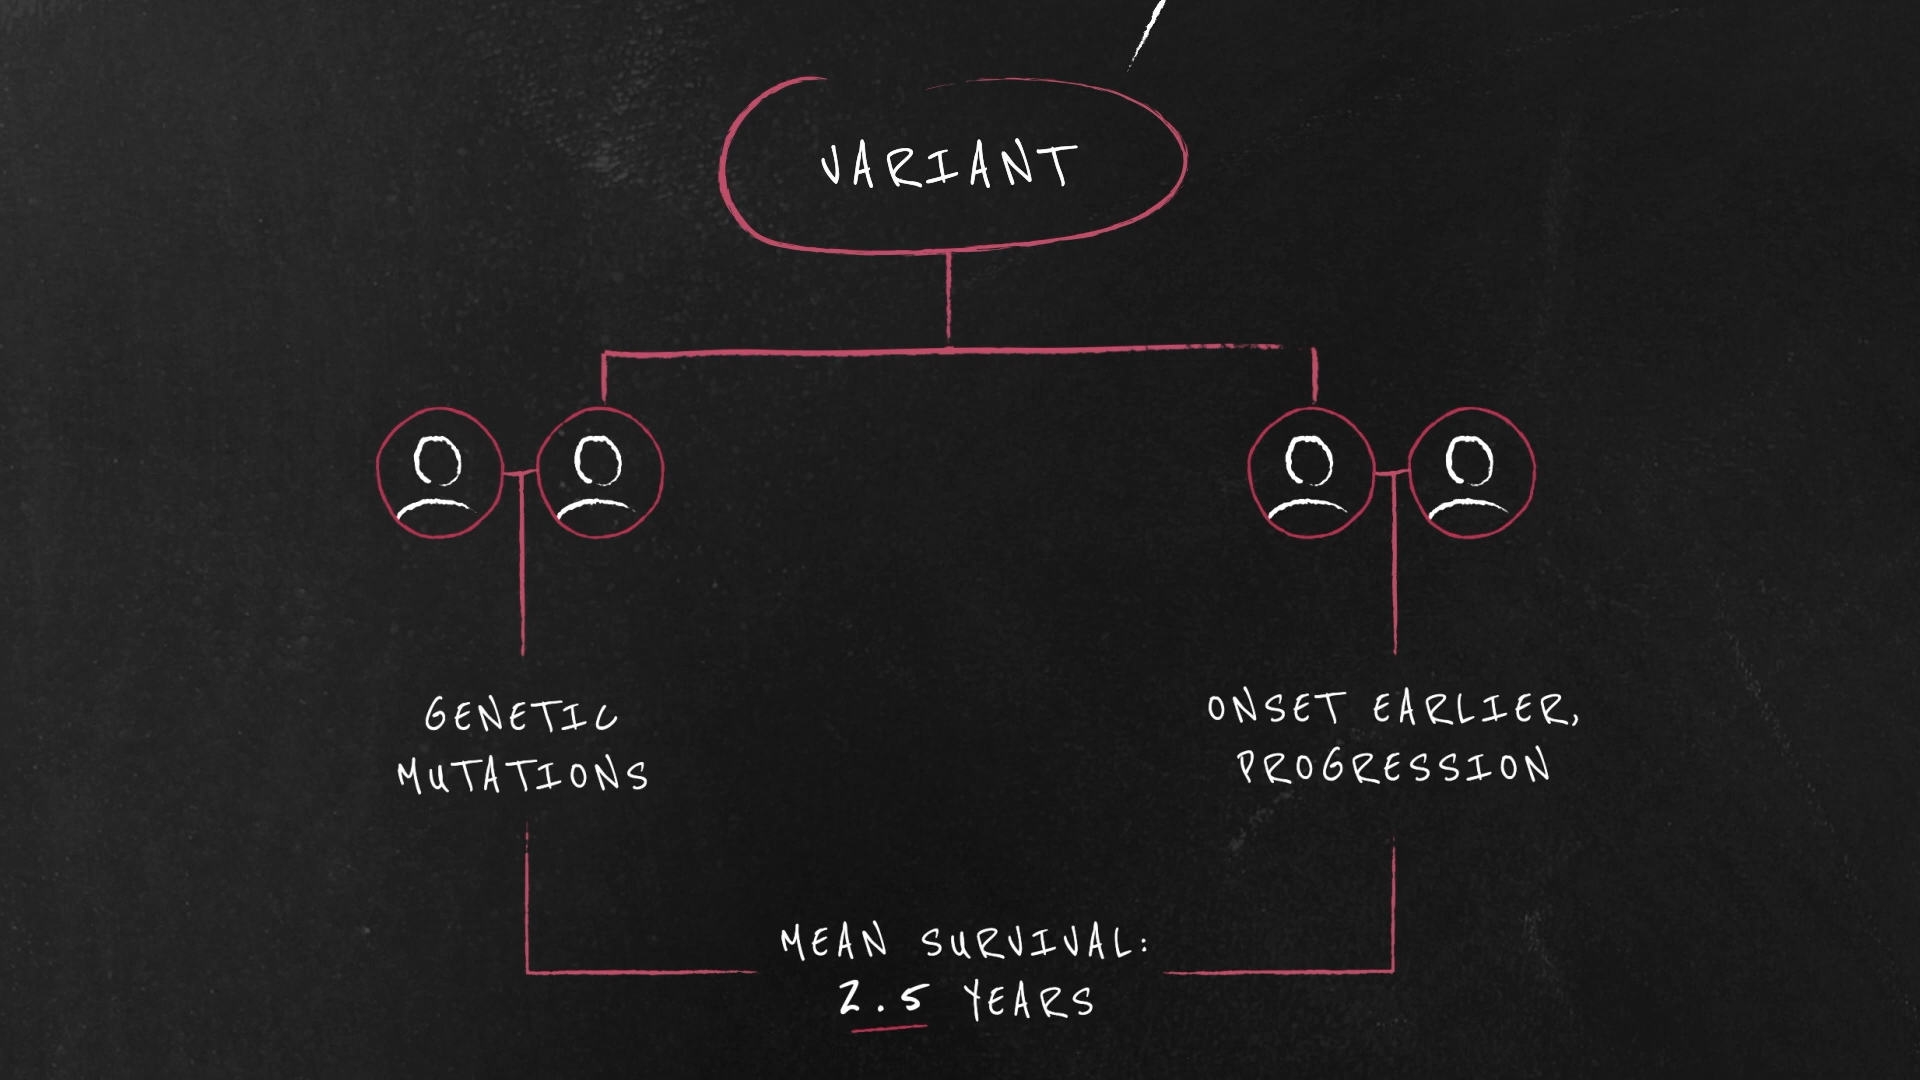 VARIANT
GENETIC
MUTATIONS
ONSET EARLIER,
PROGRESSION
MEAN SURVIVAL:
2.5 YEARS